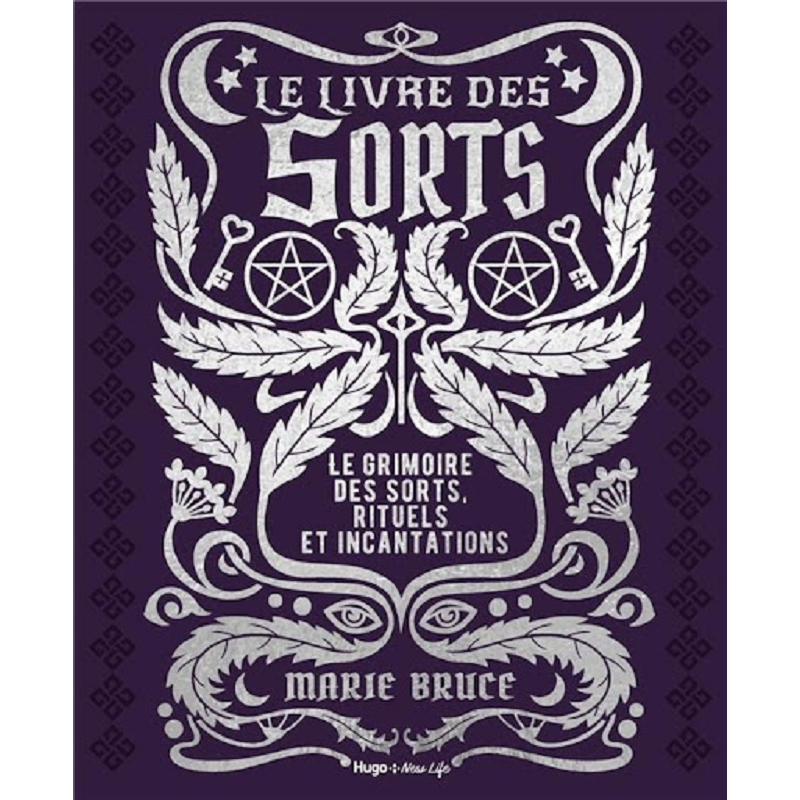 LE LIVRE DES
SORTS
LE GRIMOIRE
DES SORTS,
RITUELS
ET INCANTATIONS
MARIE BRUCE
Hugo New Life